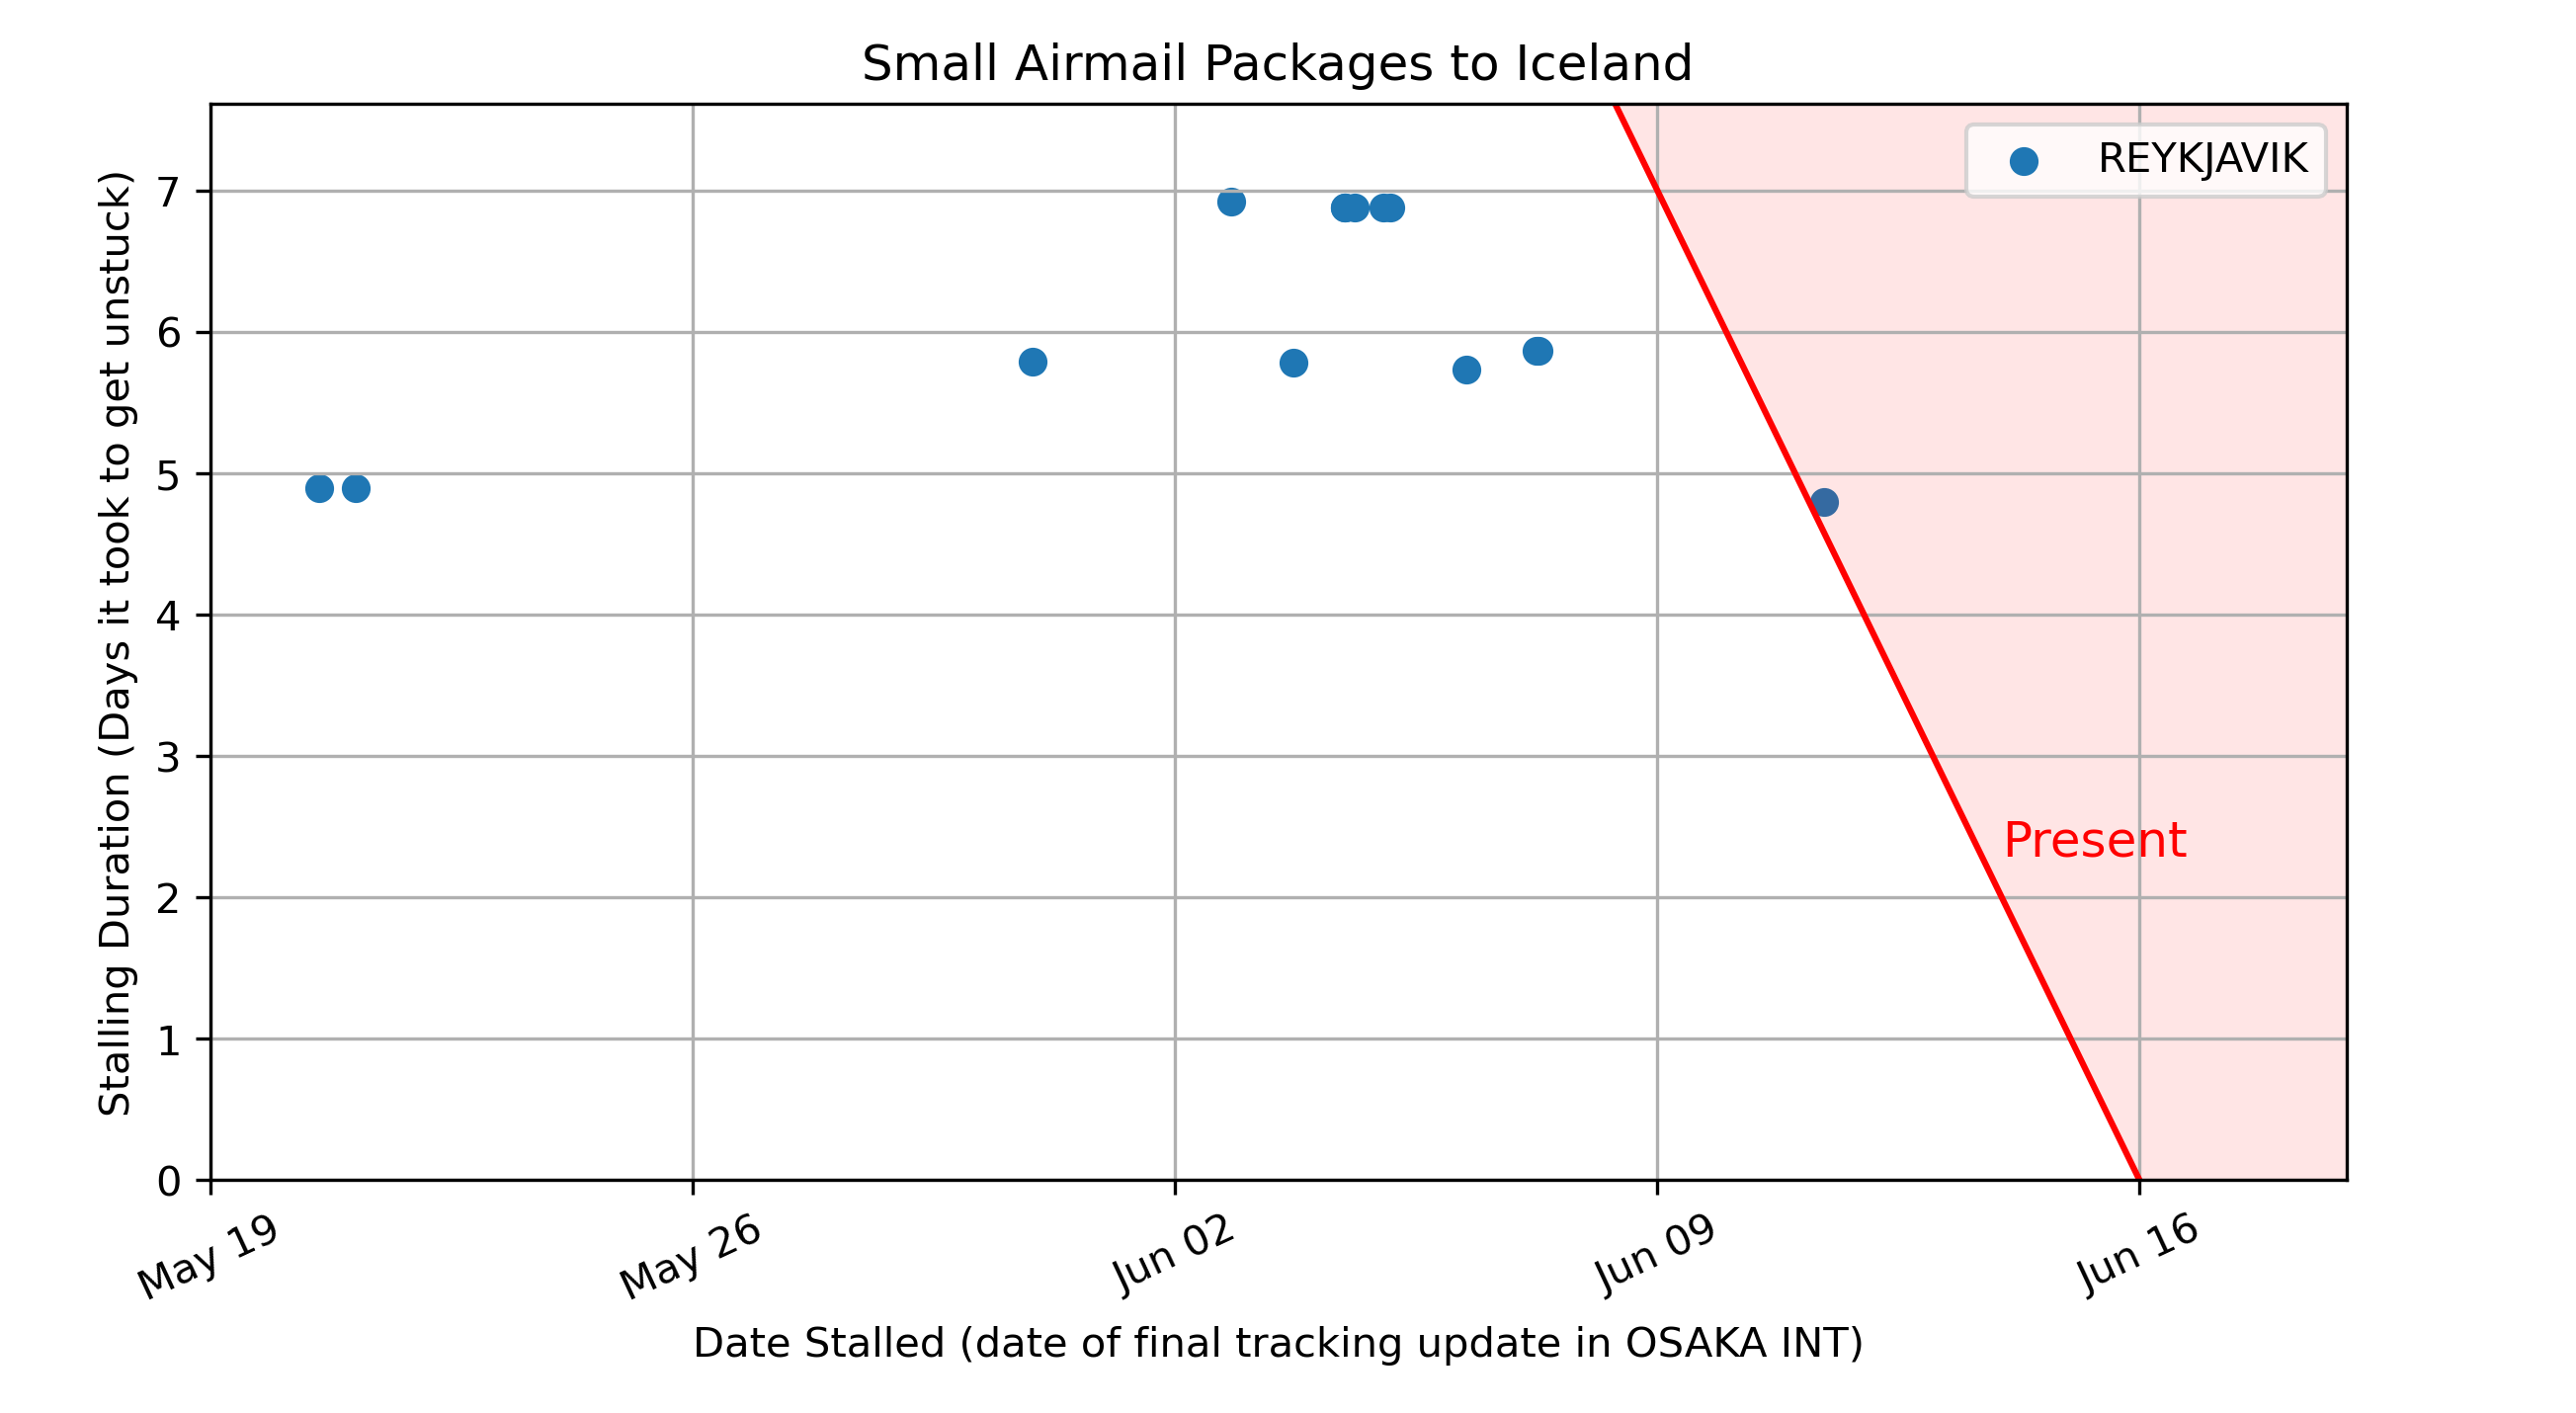 Small Airmail Packages to Iceland
REYKJAVIK
Stalling Duration (Days it took to get unstuck)
7
6
5
4
3
2
1
0
Present
May 19
May 26
Jun 02
Jun 09
Jun 16
Date Stalled (date of final tracking update in OSAKA INT)